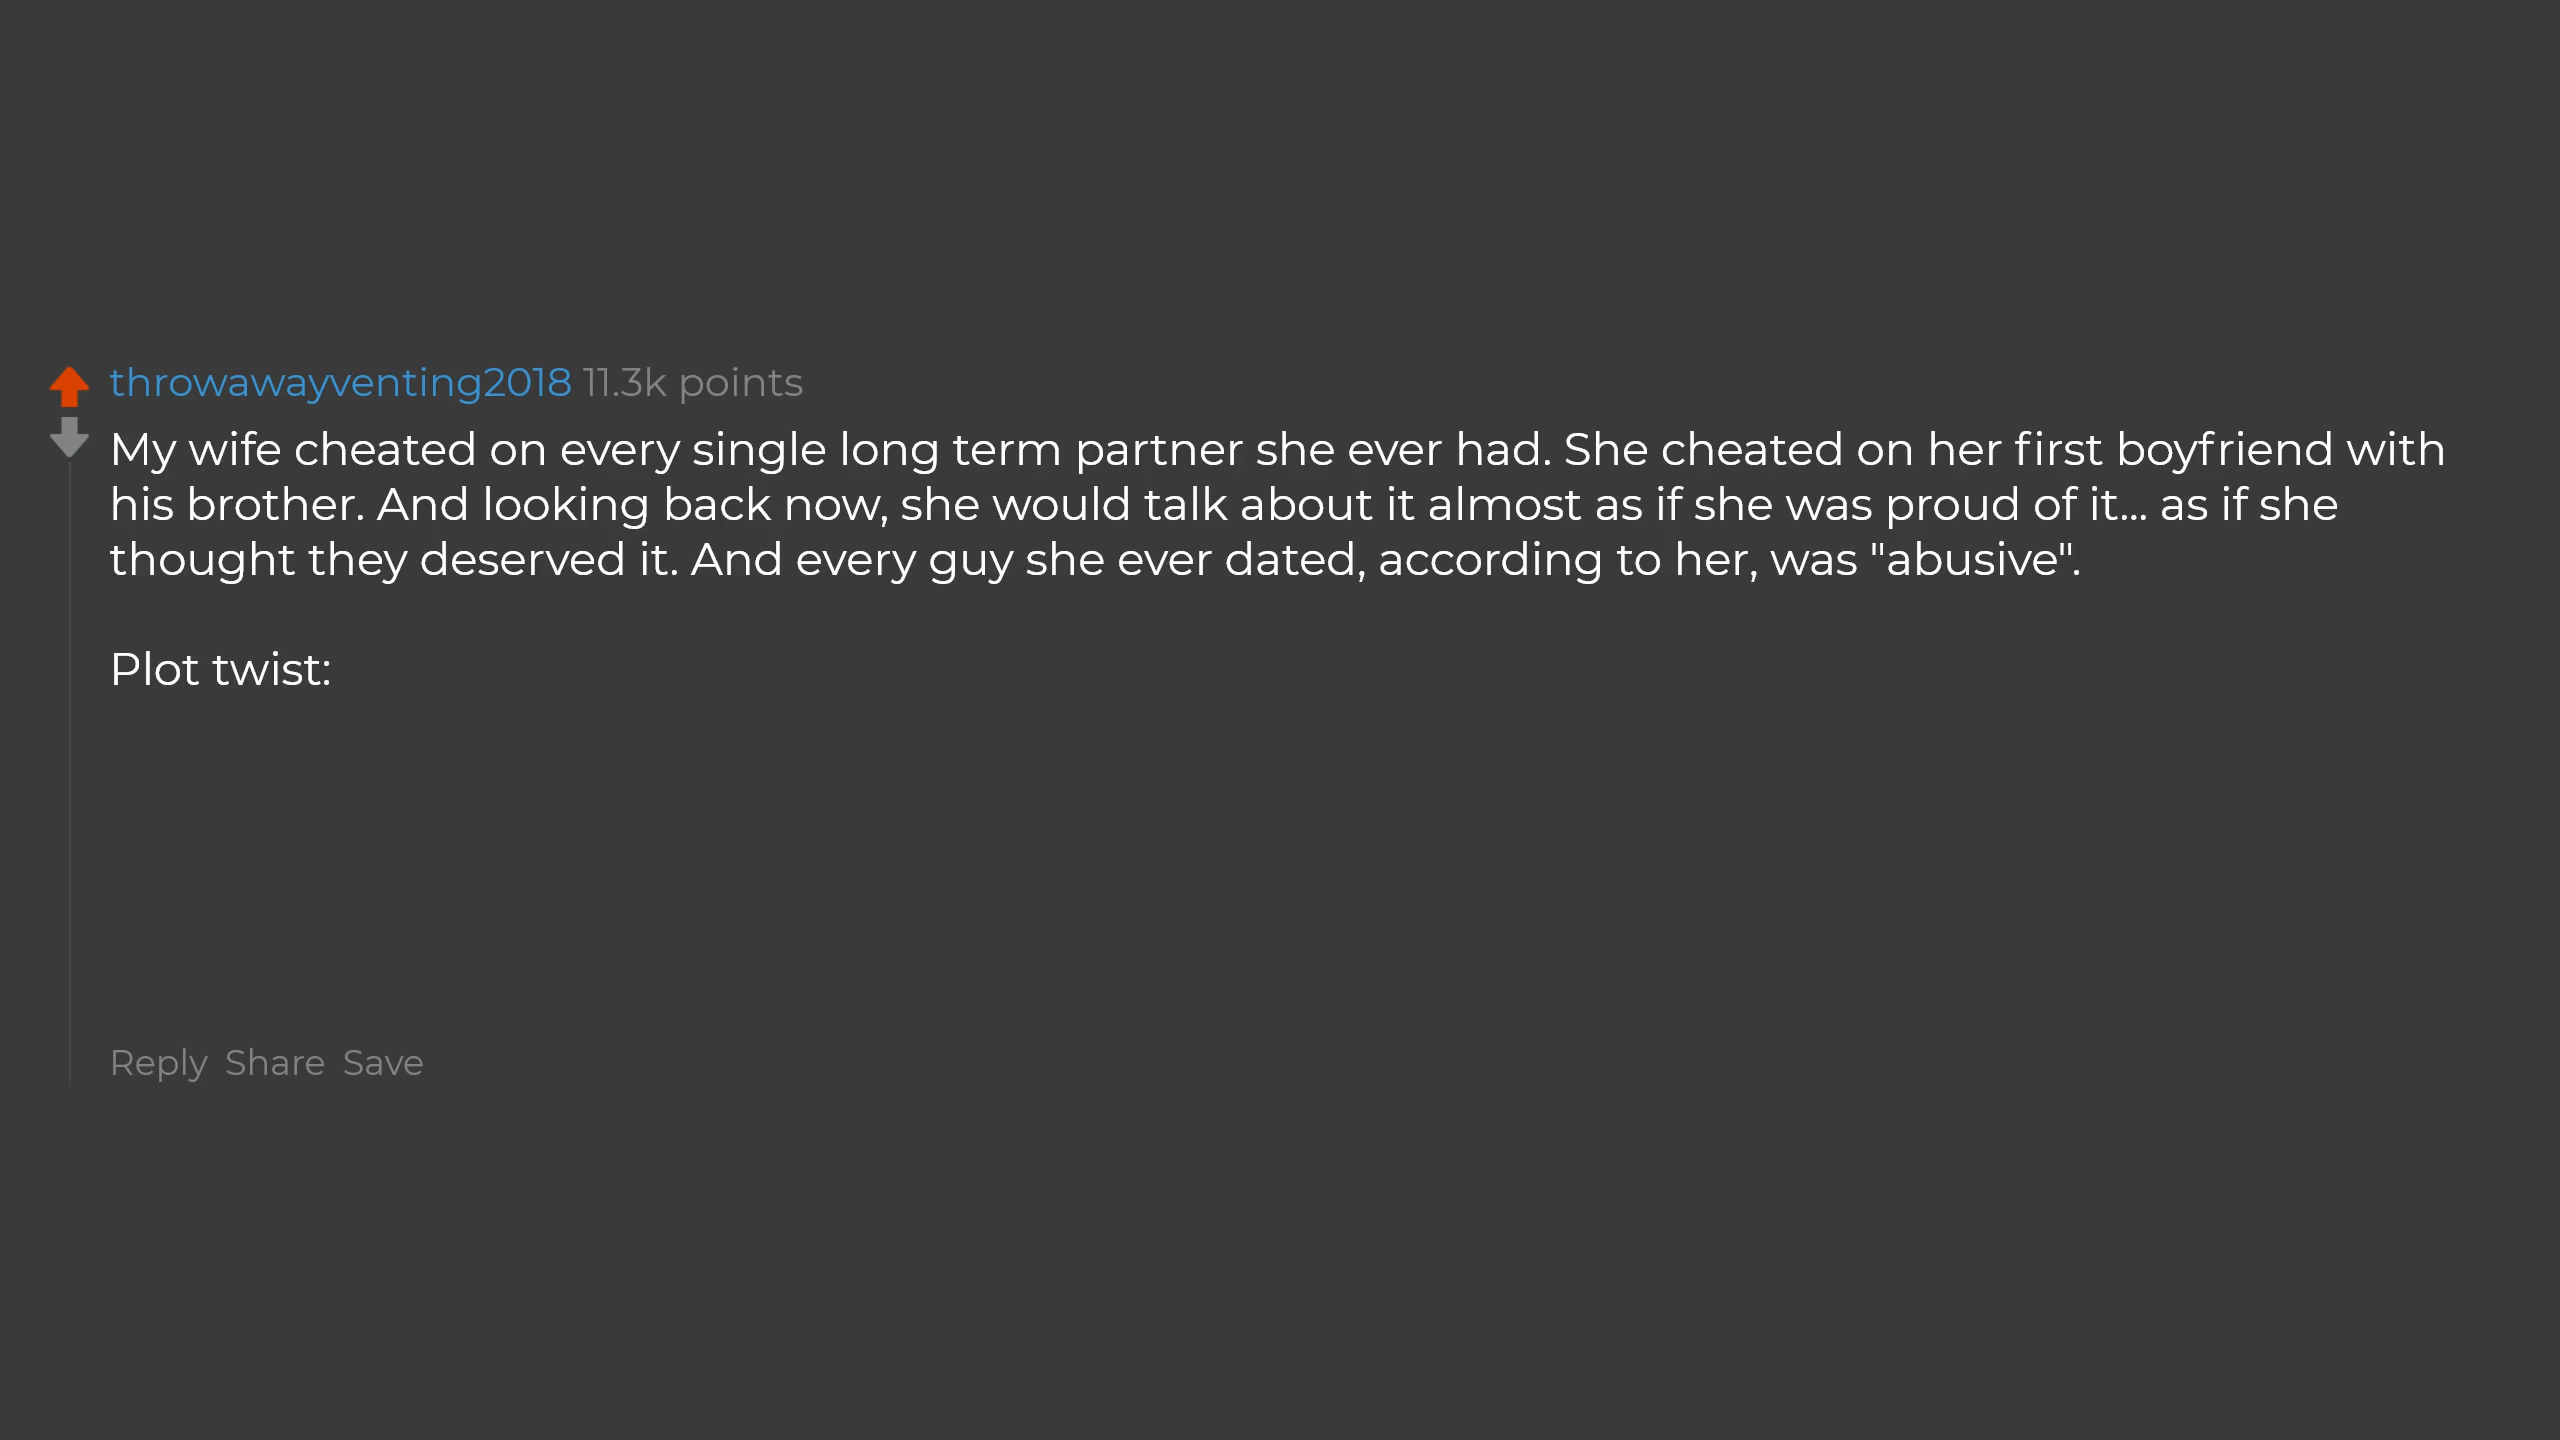 throwawayventing2018 11.3k points
My wife cheated on every single long term partner she ever had. She cheated on her first boyfriend with
his brother. And looking back now, she would talk about it almost as if she was proud of it... as if she
thought they deserved it. And every guy she ever dated, according to her, was "abusive".
Plot twist:
Reply Share Save